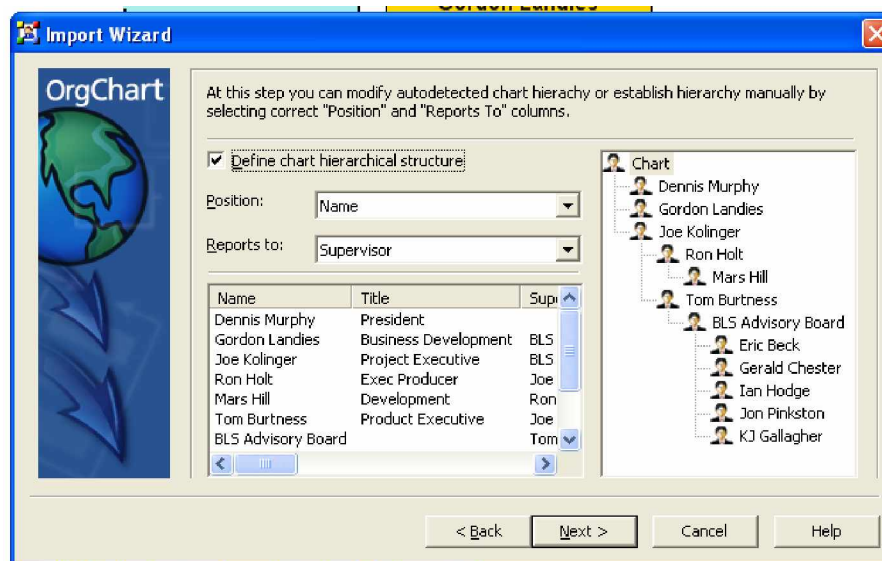 Gordon Landies
Import Wizard
OrgChart
At this step you can modify autodetected chart hierachy or establish hierarchy manually by
selecting correct "Position" and "Reports To" columns.
Define chart hierarchical structure
Position:
Name
Reports to:
Supervisor
Name Title Sup
Dennis Murphy President
Gordon Landies Business Development BLS
Joe Kolinger Project Executive BLS
Ron Holt Exec Producer Joe
Mars Hill Development Ron
Tom Burtness Product Executive Joe
BLS Advisory Board Tom
Chart
Dennis Murphy
Gordon Landies
Joe Kolinger
Ron Holt
Mars Hill
Tom Burtness
BLS Advisory Board
Eric Beck
Gerald Chester
Ian Hodge
Jon Pinkston
KJ Gallagher
< Back
Next >
Cancel
Help